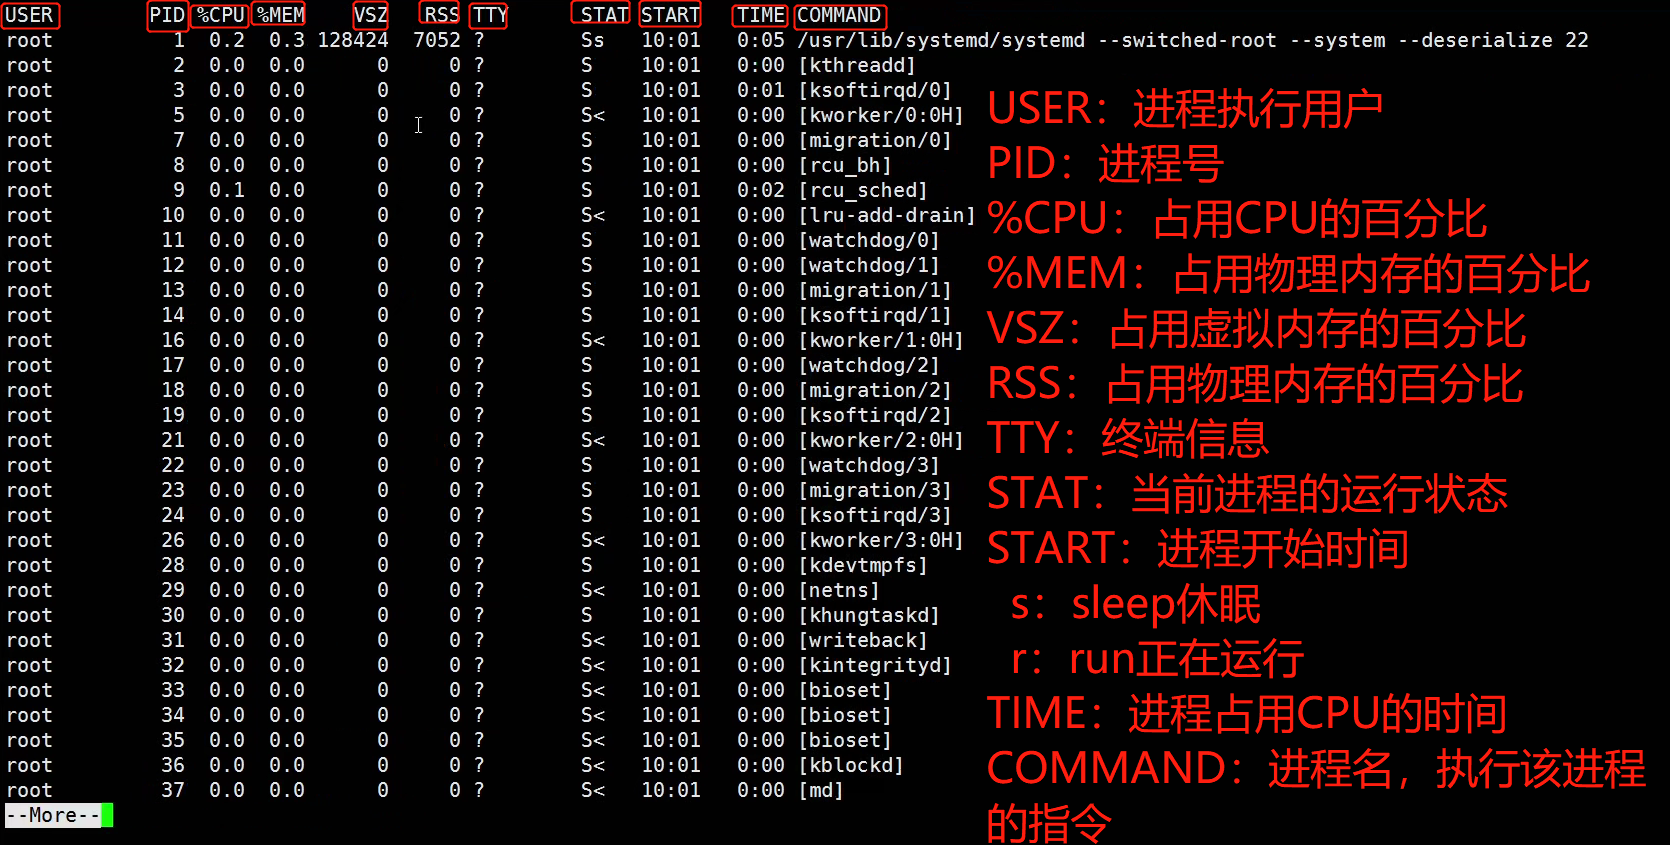 USER PID %CPU %MEM VSZ RSS TTY STAT START TIME COMMAND
root 1 0.2 0.3 128424 7052 ? Ss 10:01 0:05 /usr/lib/systemd/systemd --switched-root --system --deserialize 22
root 2 0.0 0.0 0 0 ? S 10:01 0:00 [kthreadd]
root 3 0.0 0.0 0 0 ? S 10:01 0:01 [ksoftirqd/0]
root 5 0.0 0.0 0 0 ? S< 10:01 0:00 [kworker/0:0H]
root 7 0.0 0.0 0 0 ? S 10:01 0:00 [migration/0]
root 8 0.0 0.0 0 0 ? S 10:01 0:00 [rcu_bh]
root 9 0.1 0.0 0 0 ? S 10:01 0:02 [rcu_sched]
root 10 0.0 0.0 0 0 ? S< 10:01 0:00 [lru-add-drain]
root 11 0.0 0.0 0 0 ? S 10:01 0:00 [watchdog/0]
root 12 0.0 0.0 0 0 ? S 10:01 0:00 [watchdog/1]
root 13 0.0 0.0 0 0 ? S 10:01 0:00 [migration/1]
root 14 0.0 0.0 0 0 ? S 10:01 0:00 [ksoftirqd/1]
root 16 0.0 0.0 0 0 ? S< 10:01 0:00 [kworker/1:0H]
root 17 0.0 0.0 0 0 ? S 10:01 0:00 [watchdog/2]
root 18 0.0 0.0 0 0 ? S 10:01 0:00 [migration/2]
root 19 0.0 0.0 0 0 ? S 10:01 0:00 [ksoftirqd/2]
root 21 0.0 0.0 0 0 ? S< 10:01 0:00 [kworker/2:0H]
root 22 0.0 0.0 0 0 ? S 10:01 0:00 [watchdog/3]
root 23 0.0 0.0 0 0 ? S 10:01 0:00 [migration/3]
root 24 0.0 0.0 0 0 ? S 10:01 0:00 [ksoftirqd/3]
root 26 0.0 0.0 0 0 ? S< 10:01 0:00 [kworker/3:0H]
root 28 0.0 0.0 0 0 ? S 10:01 0:00 [kdevtmpfs]
root 29 0.0 0.0 0 0 ? S< 10:01 0:00 [netns]
root 30 0.0 0.0 0 0 ? S 10:01 0:00 [khungtaskd]
root 31 0.0 0.0 0 0 ? S< 10:01 0:00 [writeback]
root 32 0.0 0.0 0 0 ? S< 10:01 0:00 [kintegrityd]
root 33 0.0 0.0 0 0 ? S< 10:01 0:00 [bioset]
root 34 0.0 0.0 0 0 ? S< 10:01 0:00 [bioset]
root 35 0.0 0.0 0 0 ? S< 10:01 0:00 [bioset]
root 36 0.0 0.0 0 0 ? S< 10:01 0:00 [kblockd]
root 37 0.0 0.0 0 0 ? S< 10:01 0:00 [md]
--More--
USER：进程执行用户
PID：进程号
%CPU：占用CPU的百分比
%MEM：占用物理内存的百分比
VSZ：占用虚拟内存的百分比
RSS：占用物理内存的百分比
TTY：终端信息
STAT：当前进程的运行状态
START：进程开始时间
s：sleep休眠
r：run正在运行
TIME：进程占用CPU的时间
COMMAND：进程名，执行该进程
的指令